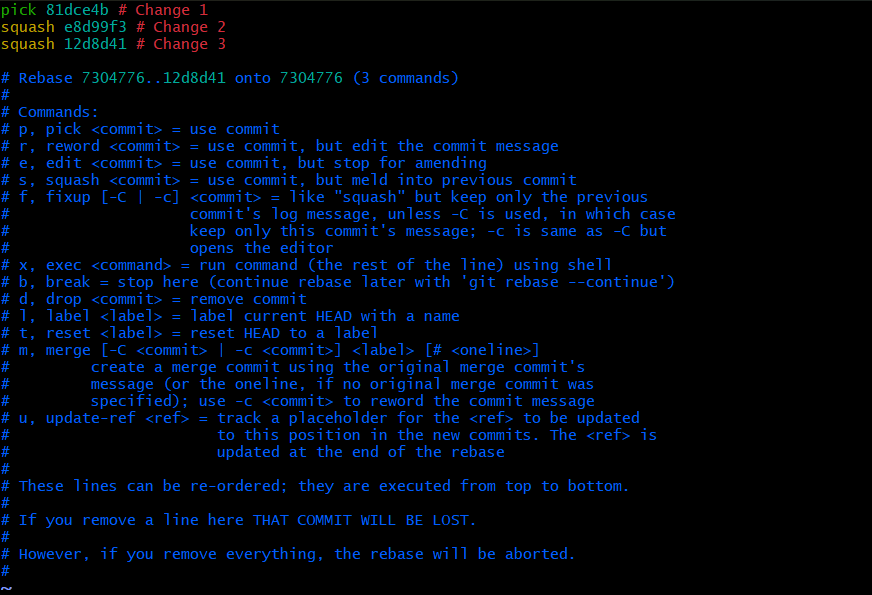 pick 81dce4b # Change 1
squash e8d99f3 # Change 2
squash 12d8d41 # Change 3

# Rebase 7304776..12d8d41 onto 7304776 (3 commands)
#
# Commands:
# p, pick <commit> = use commit
# r, reword <commit> = use commit, but edit the commit message
# e, edit <commit> = use commit, but stop for amending
# s, squash <commit> = use commit, but meld into previous commit
# f, fixup [-C | -c] <commit> = like "squash" but keep only the previous
#                    commit's log message, unless -C is used, in which case
#                    keep only this commit's message; -c is same as -C but
#                    opens the editor
# x, exec <command> = run command (the rest of the line) using shell
# b, break = stop here (continue rebase later with 'git rebase --continue')
# d, drop <commit> = remove commit
# l, label <label> = label current HEAD with a name
# t, reset <label> = reset HEAD to a label
# m, merge [-C <commit> | -c <commit>] <label> [# <oneline>]
#         create a merge commit using the original merge commit's
#         message (or the oneline, if no original merge commit was
#         specified); use -c <commit> to reword the commit message
# u, update-ref <ref> = track a placeholder for the <ref> to be updated
#                       to this position in the new commits. The <ref> is
#                       updated at the end of the rebase
#
# These lines can be re-ordered; they are executed from top to bottom.
#
# If you remove a line here THAT COMMIT WILL BE LOST.
#
# However, if you remove everything, the rebase will be aborted.
#
~